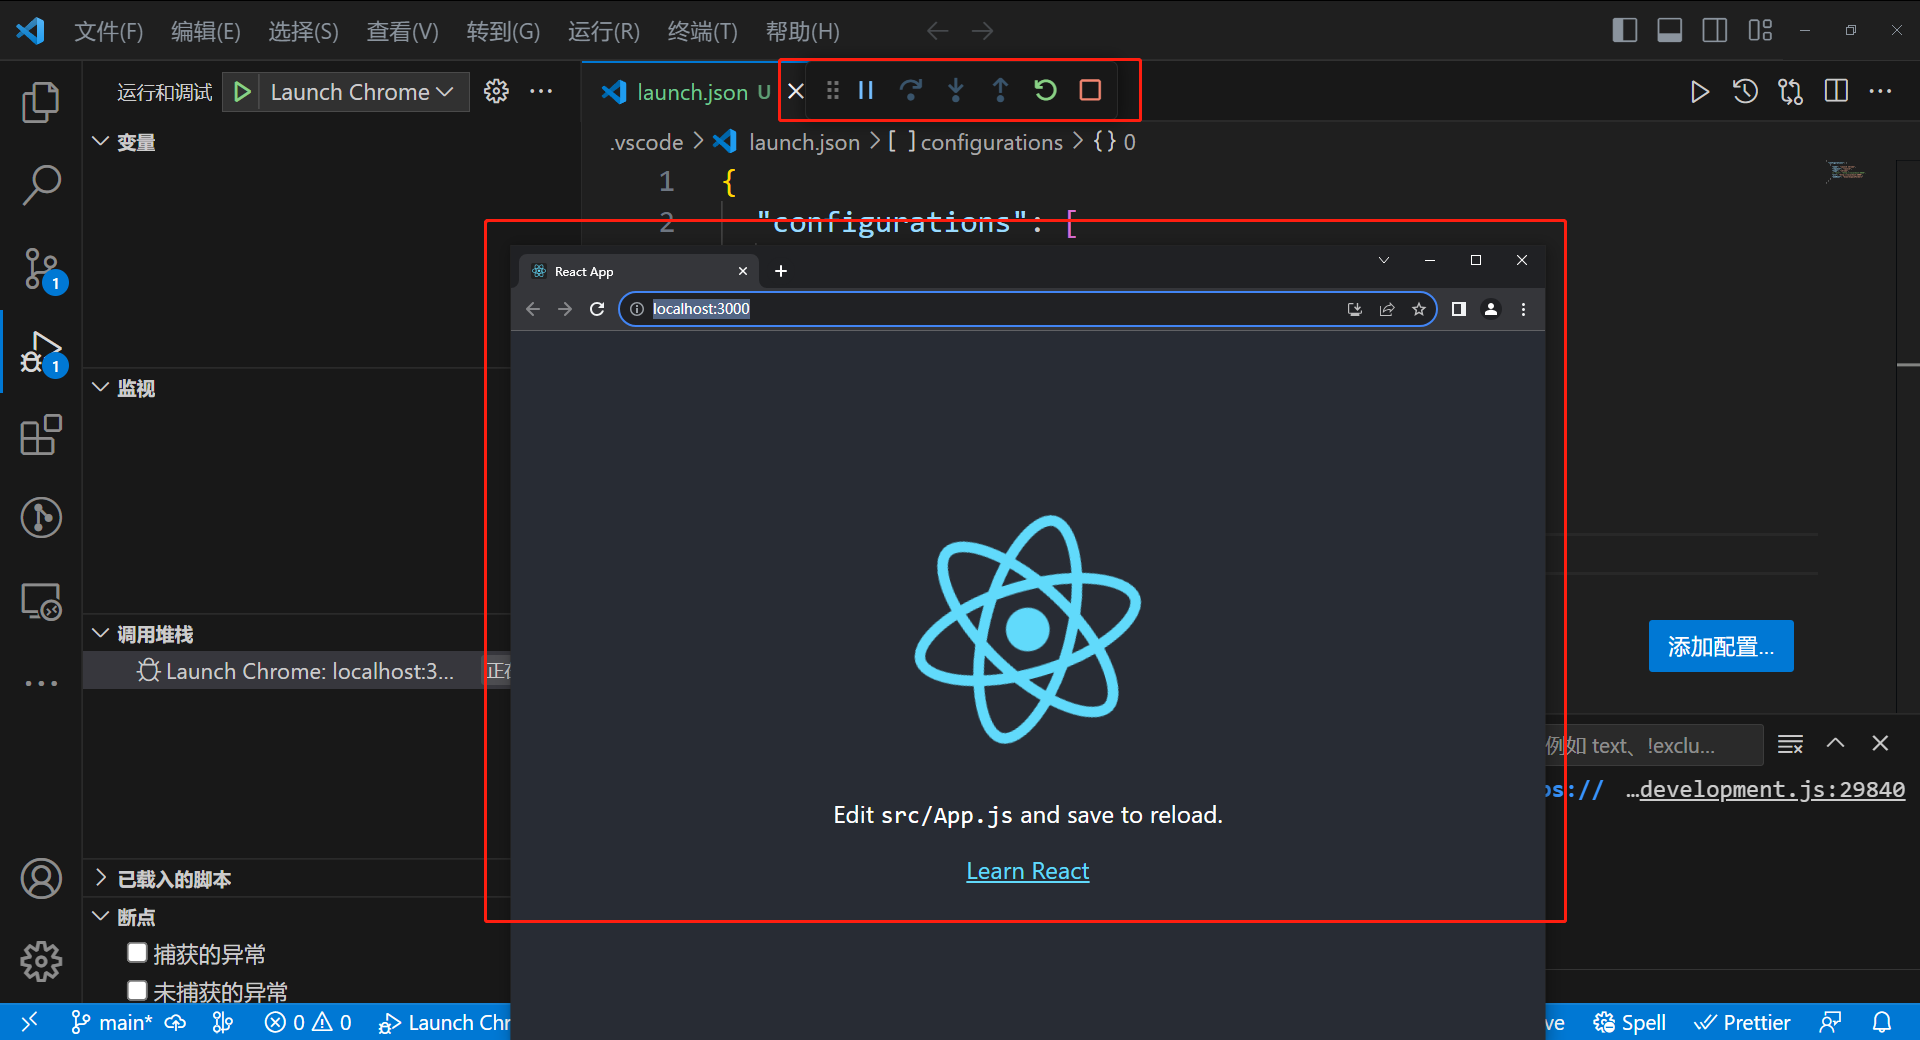 文件(F) 编辑(E) 选择(S) 查看(V) 转到(G) 运行(R) 终端(T) 帮助(H)
运行和调试 Launch Chrome
launch.json U
.vscode launch.json [ ] configurations {} 0
变量
1 {
2 "configurations": [
React App
localhost:3000
监视
调用堆栈
Launch Chrome: localhost:3...
添加配置...
例如 text、!exclu...
:// …development.js:29840
Edit src/App.js and save to reload.
Learn React
已载入的脚本
断点
捕获的异常
未捕获的异常
1
1
main* 0 0 Launch Chr
ve Spell Prettier